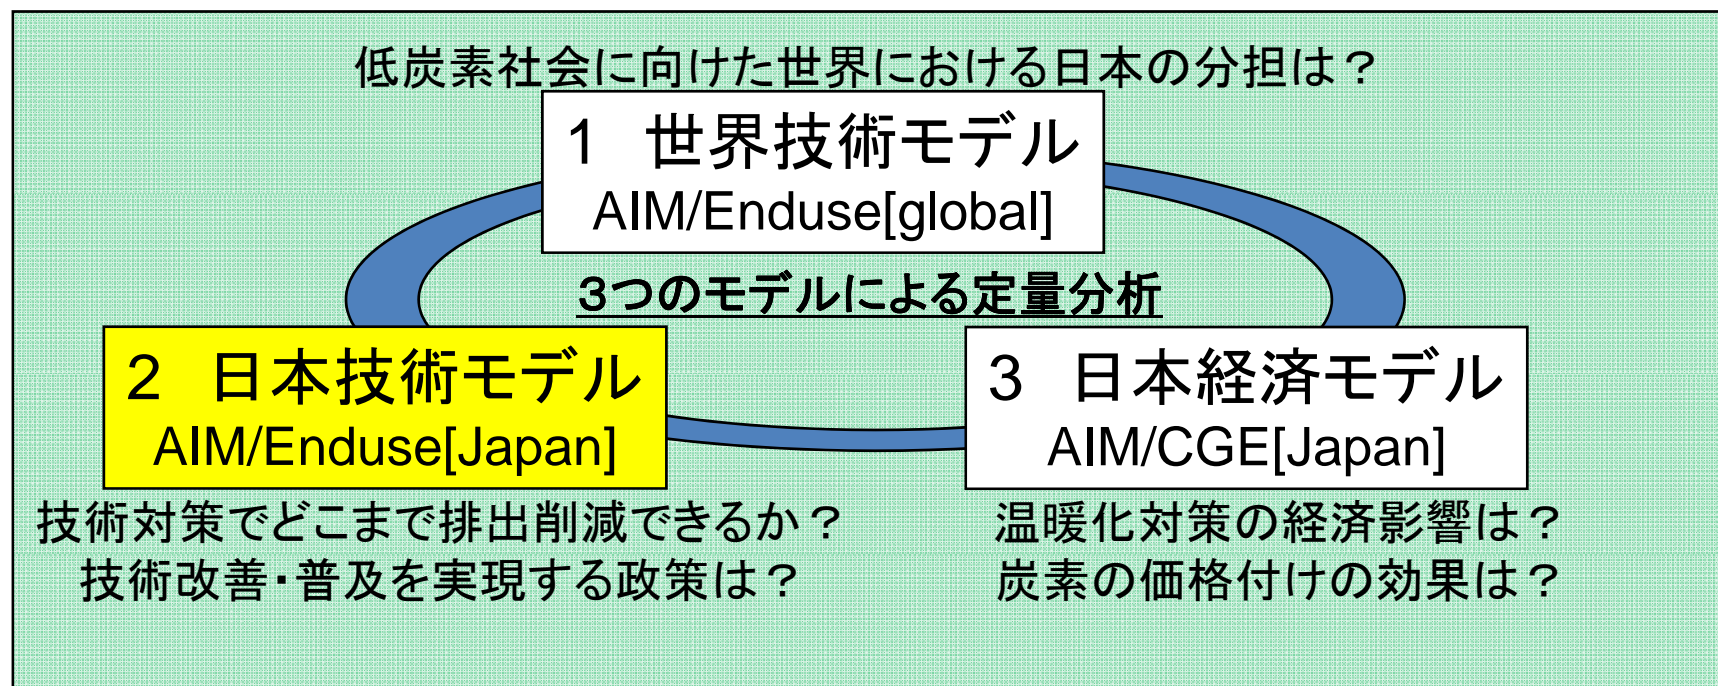 低炭素社会に向けた世界における日本の分担は？
1　世界技術モデル
AIM/Enduse[global]
３つのモデルによる定量分析
2　日本技術モデル
AIM/Enduse[Japan]
3　日本経済モデル
AIM/CGE[Japan]
技術対策でどこまで排出削減できるか？
技術改善・普及を実現する政策は？
温暖化対策の経済影響は？
炭素の価格付けの効果は？